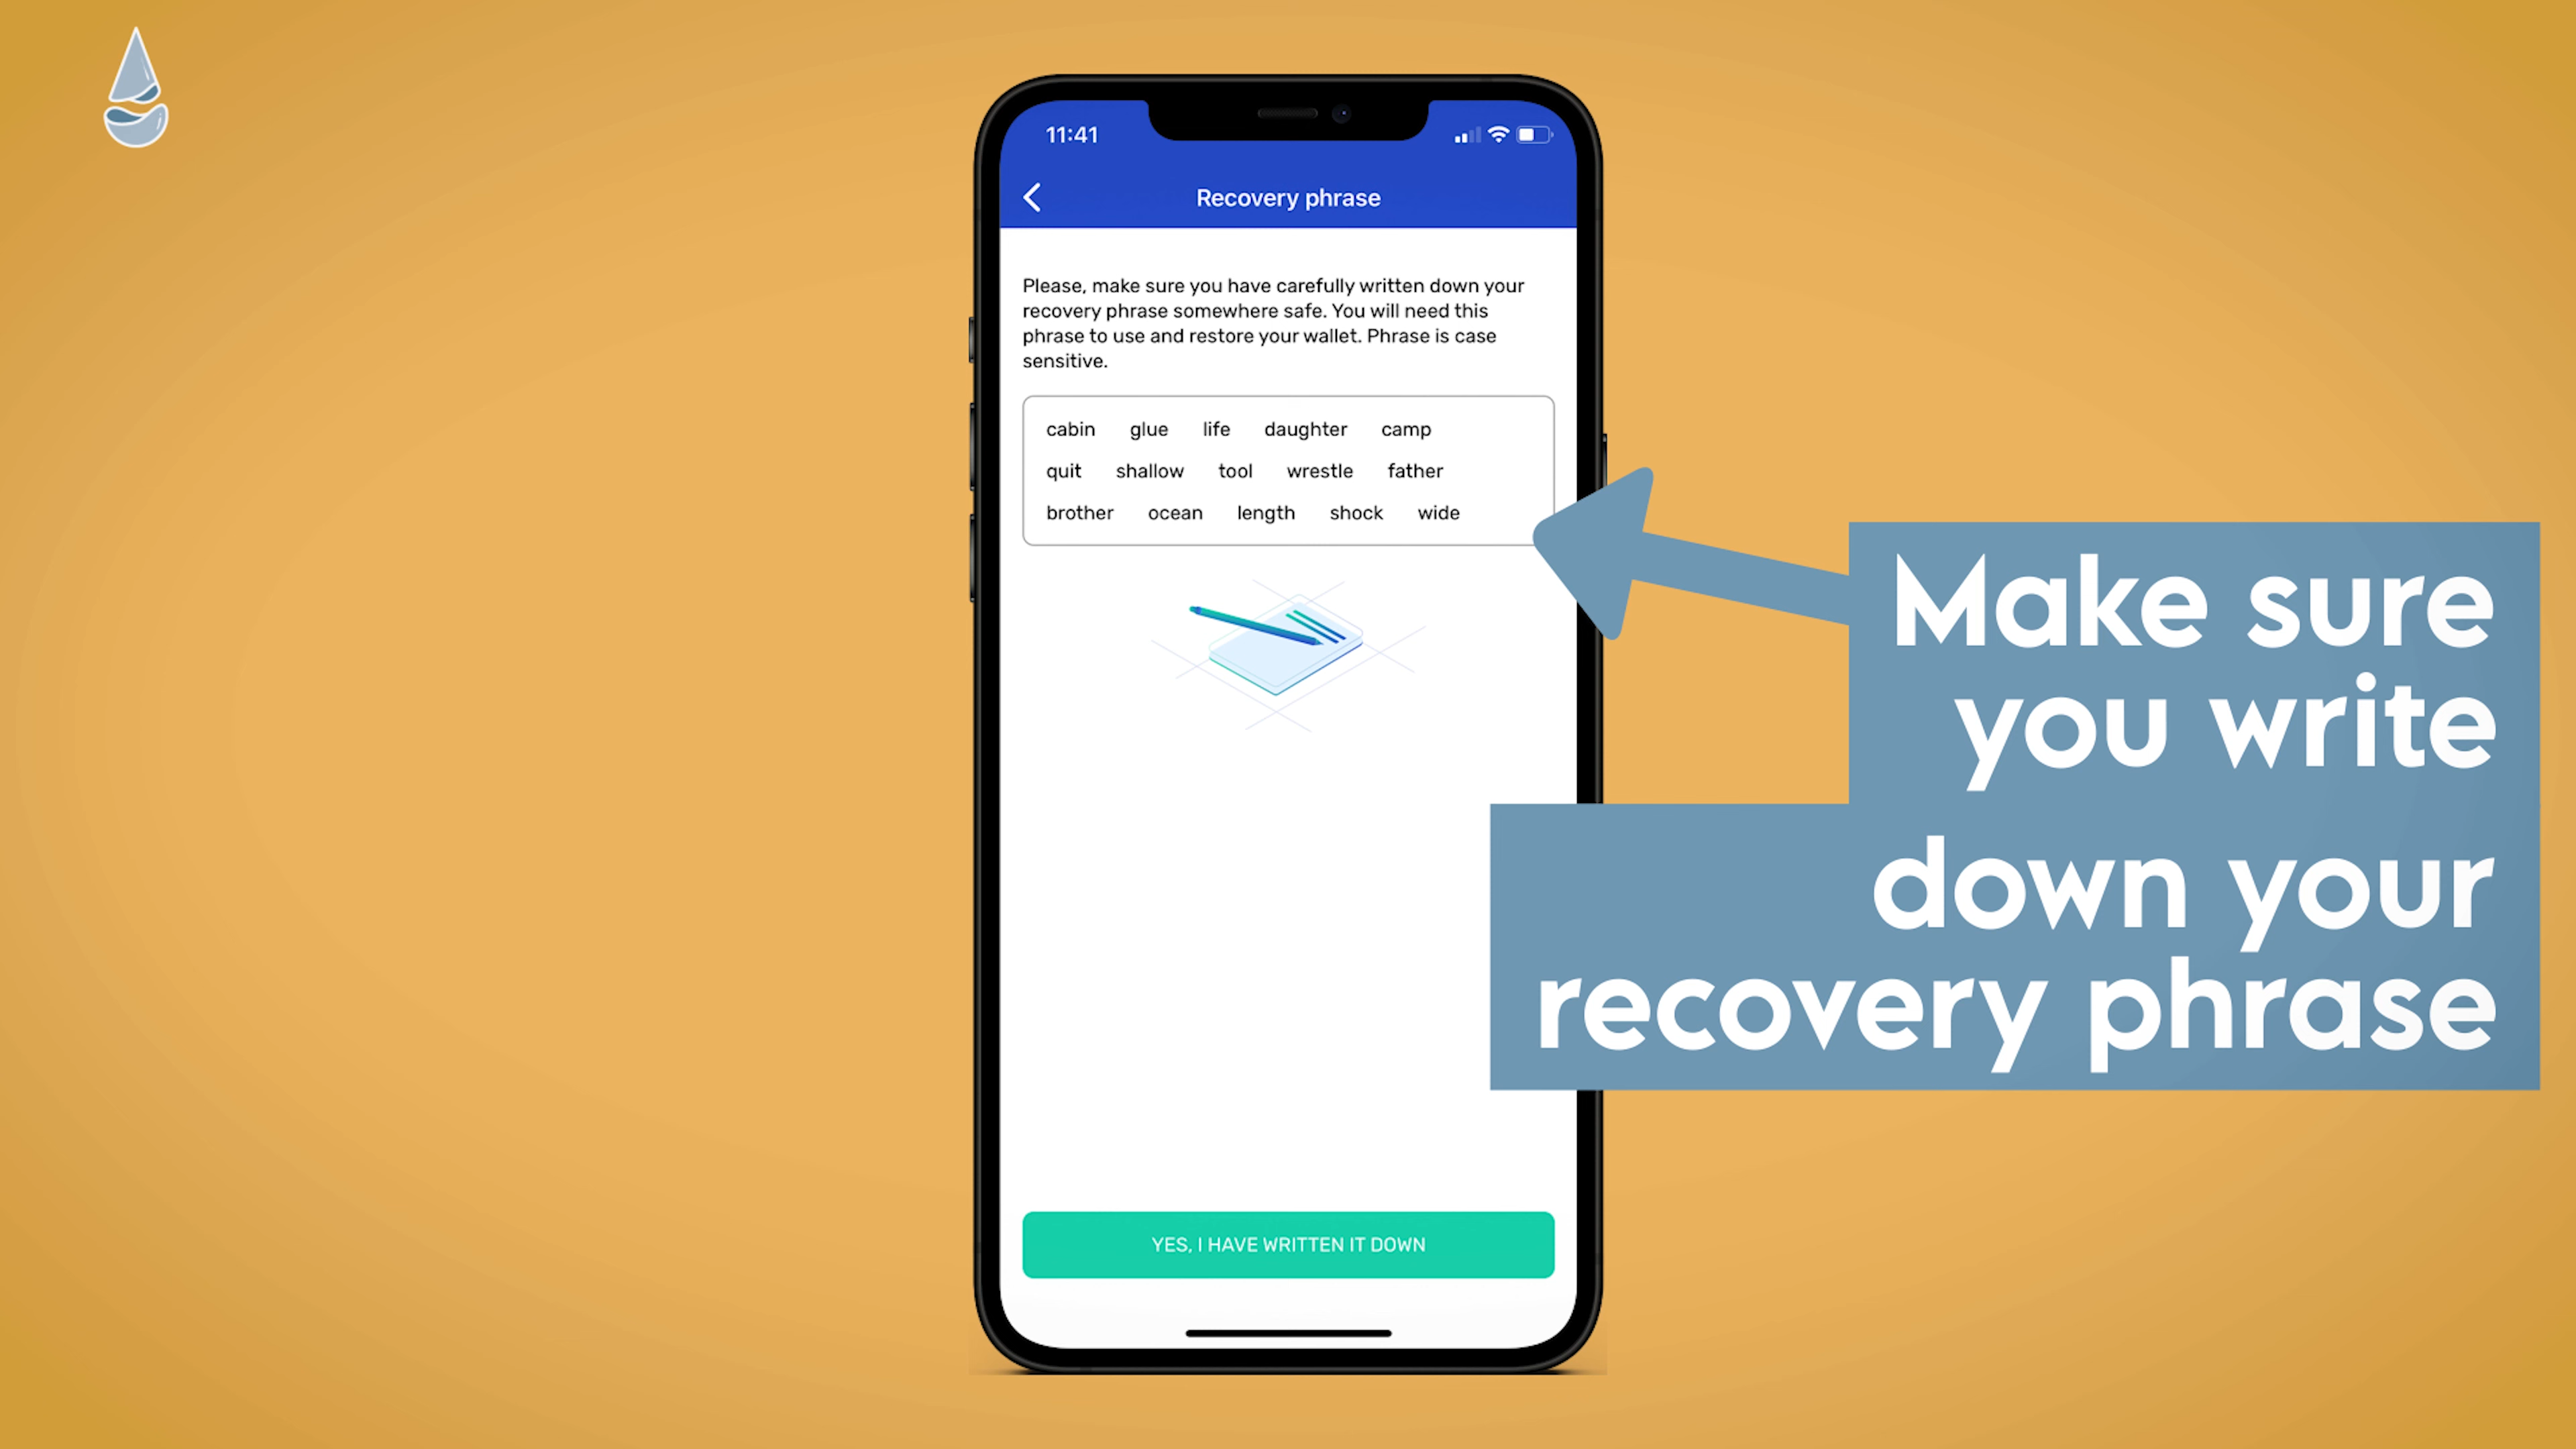 11:41
Recovery phrase
Please, make sure you have carefully written down your
recovery phrase somewhere safe. You will need this
phrase to use and restore your wallet. Phrase is case
sensitive.
cabin glue life daughter camp
quit shallow tool wrestle father
brother ocean length shock wide
Make sure
you write
down your
recovery phrase
YES, I HAVE WRITTEN IT DOWN